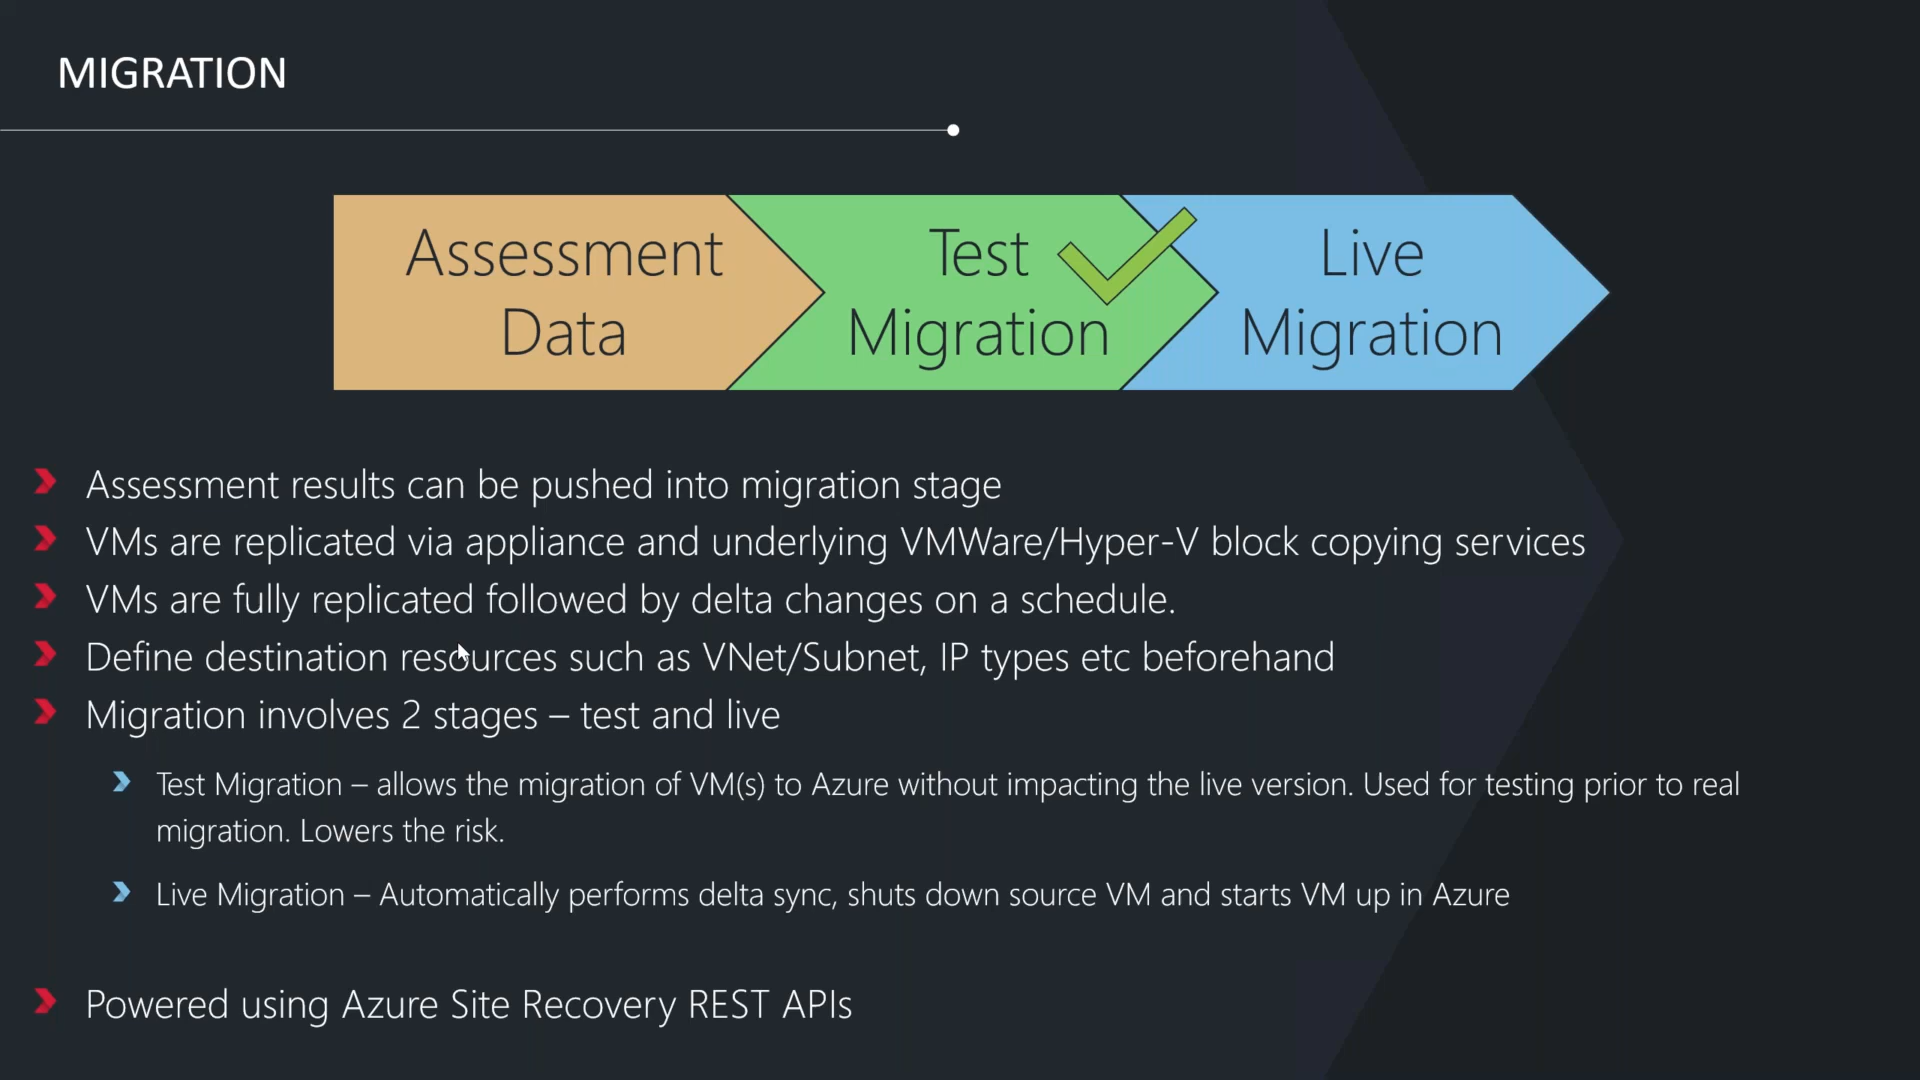 MIGRATION
Assessment
Data
Test
Migration
Live
Migration
Assessment results can be pushed into migration stage
VMs are replicated via appliance and underlying VMWare/Hyper-V block copying services
VMs are fully replicated followed by delta changes on a schedule.
Define destination resources such as VNet/Subnet, IP types etc beforehand
Migration involves 2 stages – test and live
Test Migration – allows the migration of VM(s) to Azure without impacting the live version. Used for testing prior to real
migration. Lowers the risk.
Live Migration – Automatically performs delta sync, shuts down source VM and starts VM up in Azure
Powered using Azure Site Recovery REST APIs